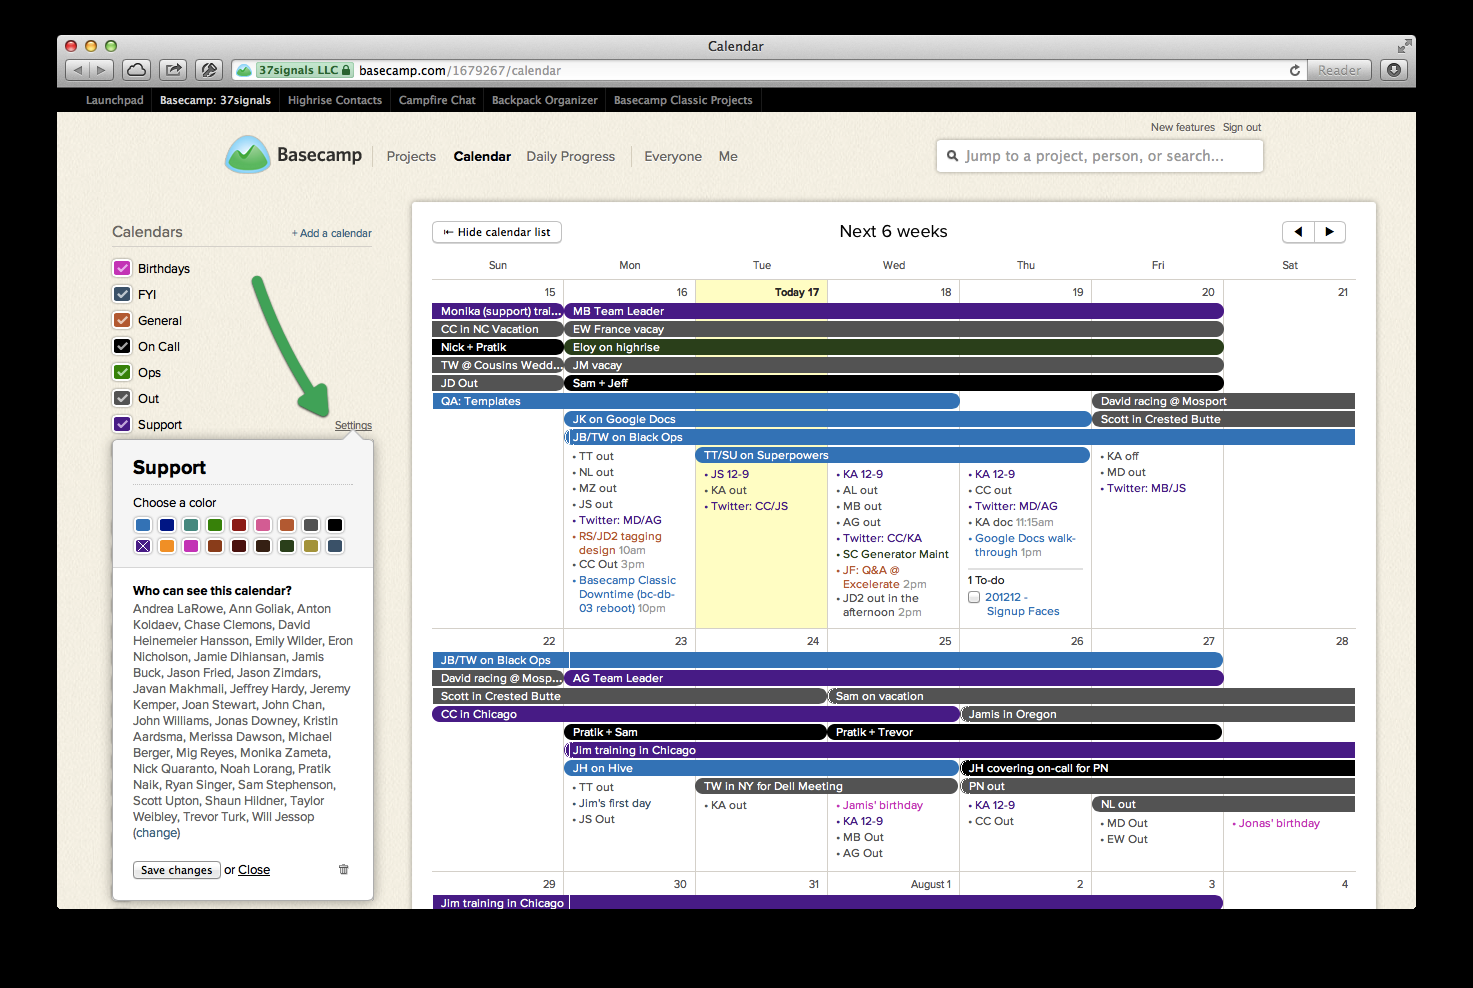 Calendar
37signals LLC basecamp.com/1679267/calendar Reader
Launchpad Basecamp: 37signals Highrise Contacts Campfire Chat Backpack Organizer Basecamp Classic Projects
New features Sign out
Basecamp Projects Calendar Daily Progress Everyone Me
Jump to a project, person, or search...
Calendars + Add a calendar
Birthdays
FYI
General
On Call
Ops
Out
Support Settings
Support
Choose a color
Who can see this calendar?
Andrea LaRowe, Ann Goliak, Anton
Koldaev, Chase Clemons, David
Heinemeier Hansson, Emily Wilder, Eron
Nicholson, Jamie Dihiansan, Jamis
Buck, Jason Fried, Jason Zimdars,
Javan Makhmali, Jeffrey Hardy, Jeremy
Kemper, Joan Stewart, John Chan,
John Williams, Jonas Downey, Kristin
Aardsma, Merissa Dawson, Michael
Berger, Mig Reyes, Monika Zameta,
Nick Quaranto, Noah Lorang, Pratik
Naik, Ryan Singer, Sam Stephenson,
Scott Upton, Shaun Hildner, Taylor
Weibley, Trevor Turk, Will Jessop
(change)
Save changes or Close
Hide calendar list
Next 6 weeks
Sun Mon Tue Wed Thu Fri Sat
15 16 Today 17 18 19 20 21
Monika (support) trai... MB Team Leader
CC in NC Vacation EW France vacay
Nick + Pratik Eloy on highrise
TW @ Cousins Wedd... JM vacay
JD Out Sam + Jeff
QA: Templates David racing @ Mosport
JK on Google Docs Scott in Crested Butte
JB/TW on Black Ops
TT/SU on Superpowers
• TT out
• NL out
• MZ out
• JS out
• Twitter: MD/AG
• RS/JD2 tagging
design 10am
• CC Out 3pm
• Basecamp Classic
Downtime (bc-db-
03 reboot) 10pm
• JS 12-9
• KA out
• Twitter: CC/JS
• KA 12-9
• AL out
• MB out
• AG out
• Twitter: CC/KA
• SC Generator Maint
• JF: Q&A @
Excelerate 2pm
• JD2 out in the
afternoon 2pm
• KA 12-9
• CC out
• Twitter: MD/AG
• KA doc 11:15am
• Google Docs walk-
through 1pm
1 To-do
201212 -
Signup Faces
• KA off
• MD out
• Twitter: MB/JS
22 23 24 25 26 27 28
JB/TW on Black Ops
David racing @ Mosp... AG Team Leader
Scott in Crested Butte Sam on vacation
CC in Chicago Jamis in Oregon
Pratik + Sam Pratik + Trevor
Jim training in Chicago
JH on Hive JH covering on-call for PN
TW in NY for Dell Meeting PN out
NL out
• TT out
• Jim's first day
• JS Out
• KA out
• Jamis' birthday
• KA 12-9
• MB Out
• AG Out
• KA 12-9
• CC Out
• MD Out
• EW Out
• Jonas' birthday
29 30 31 August 1 2 3 4
Jim training in Chicago